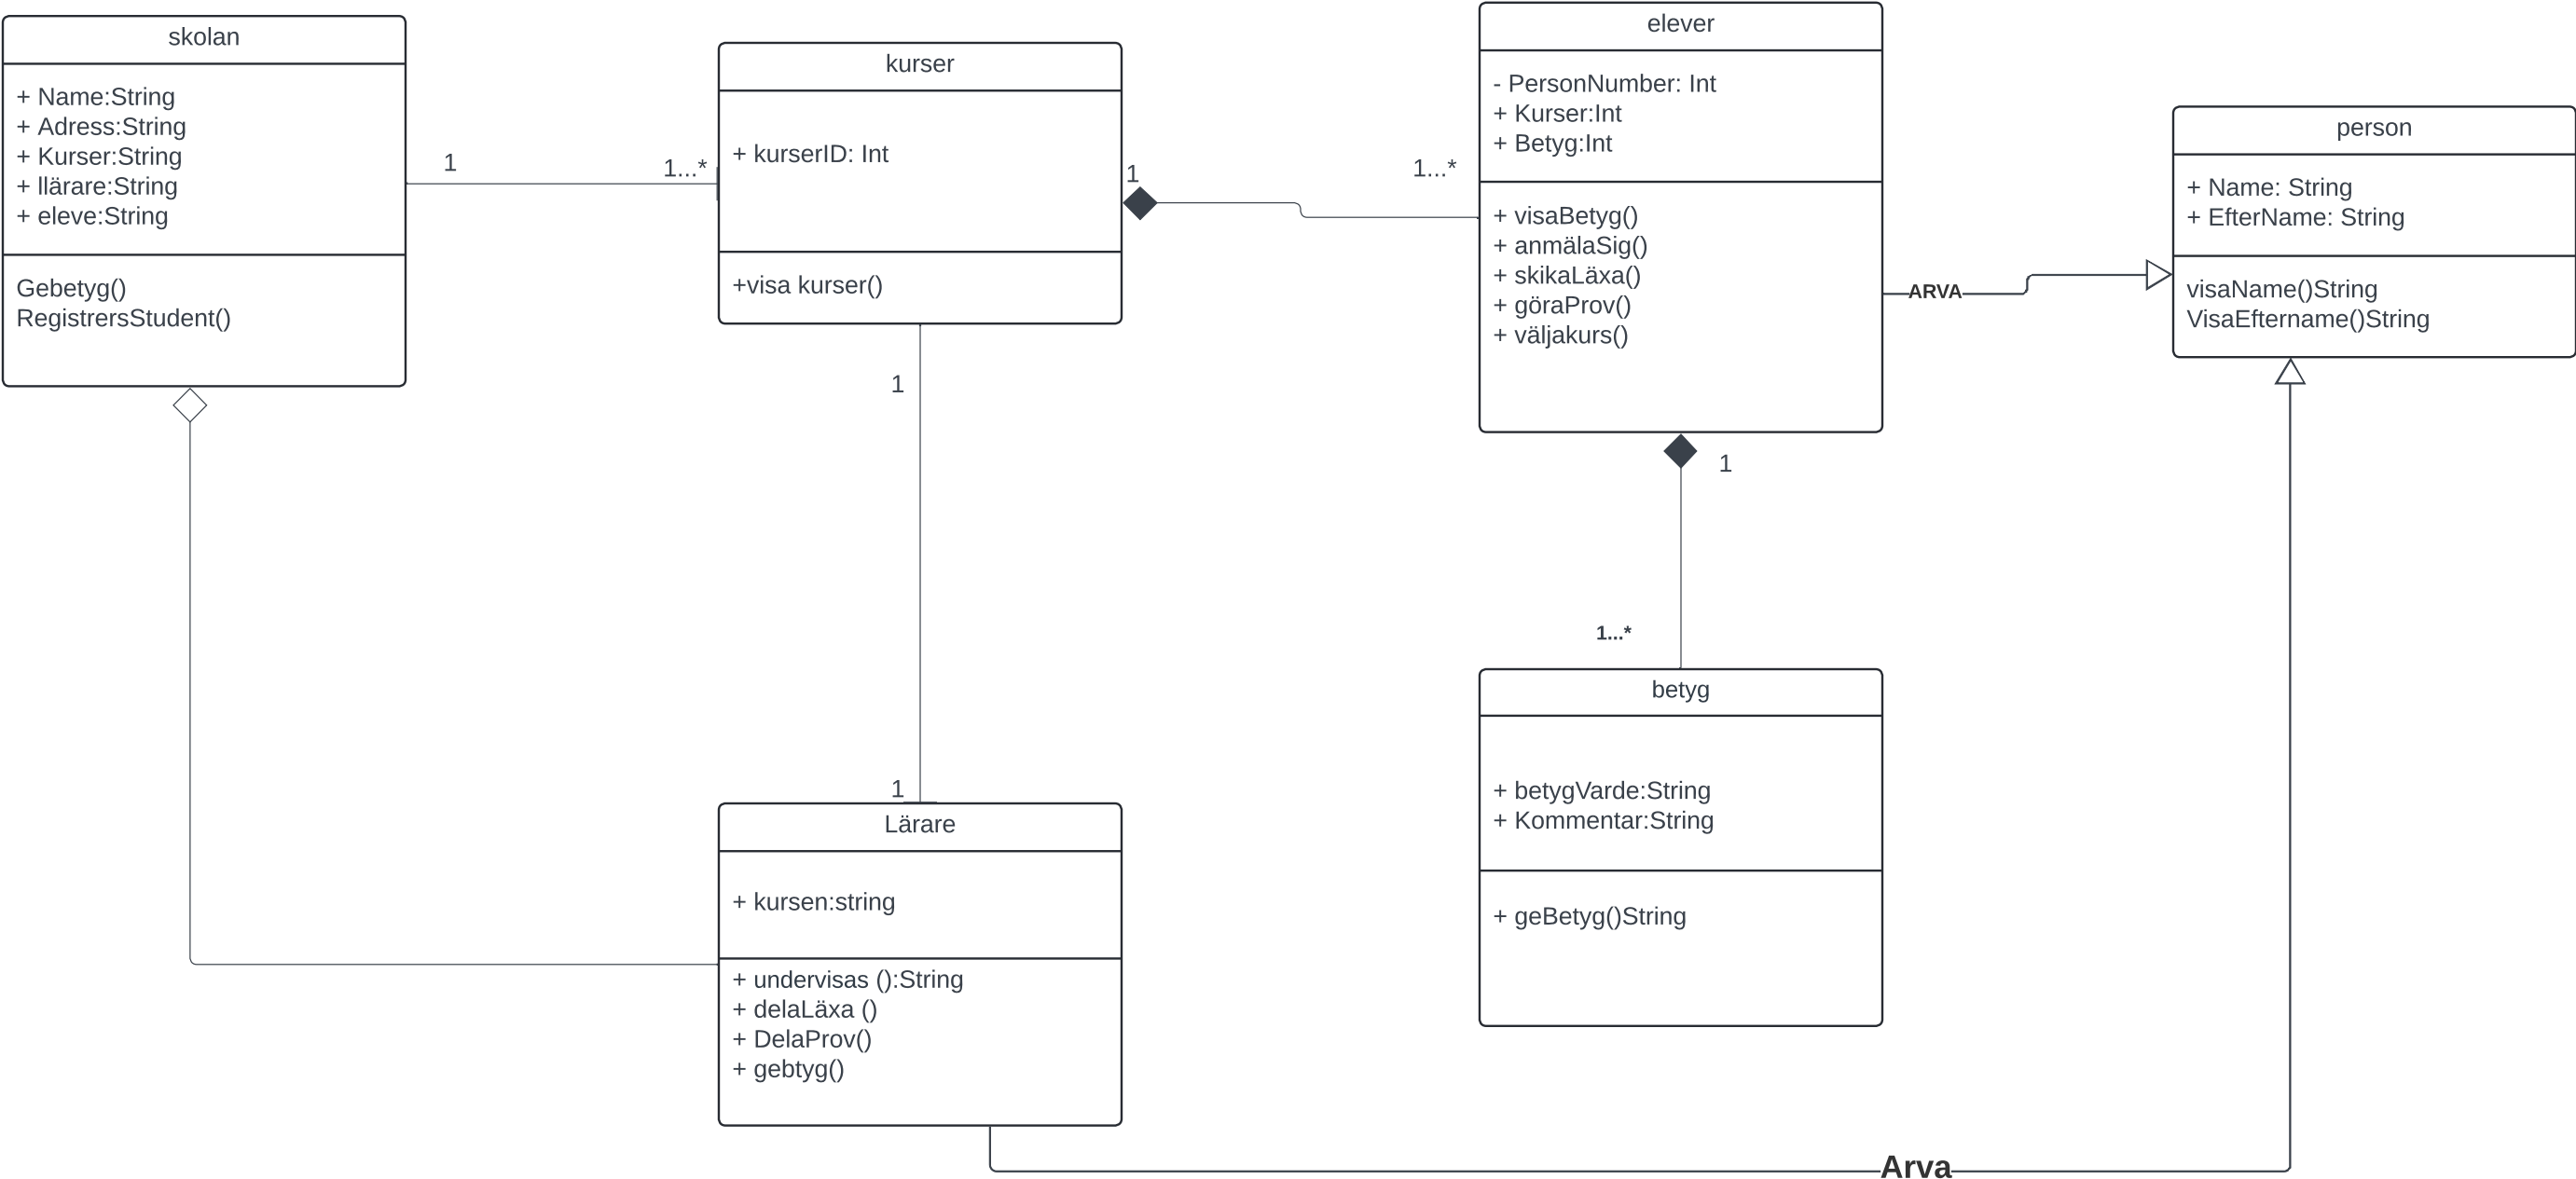 skolan
+ Name:String
+ Adress:String
+ Kurser:String
+ llärare:String
+ eleve:String
Gebetyg()
RegistrersStudent()
1
1...*
kurser
+ kurserID: Int
+visa kurser()
1
1...*
elever
- PersonNumber: Int
+ Kurser:Int
+ Betyg:Int
+ visaBetyg()
+ anmälaSig()
+ skikaLäxa()
+ göraProv()
+ väljakurs()
ARVA
person
+ Name: String
+ EfterName: String
visaName()String
VisaEftername()String
1
1
1
1...*
Lärare
+ kursen:string
+ undervisas ():String
+ delaLäxa ()
+ DelaProv()
+ gebtyg()
betyg
+ betygVarde:String
+ Kommentar:String
+ geBetyg()String
Arva